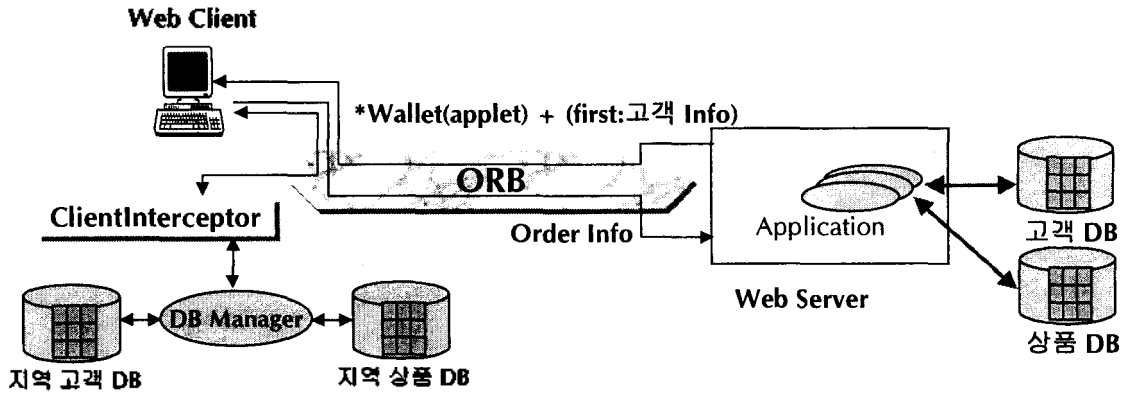 Web Client
*Wallet(applet) + (first:고객 Info)
ORB
ClientInterceptor
Order Info
Application
고객 DB
Web Server
DB Manager
상품 DB
지역 고객 DB
지역 상품 DB